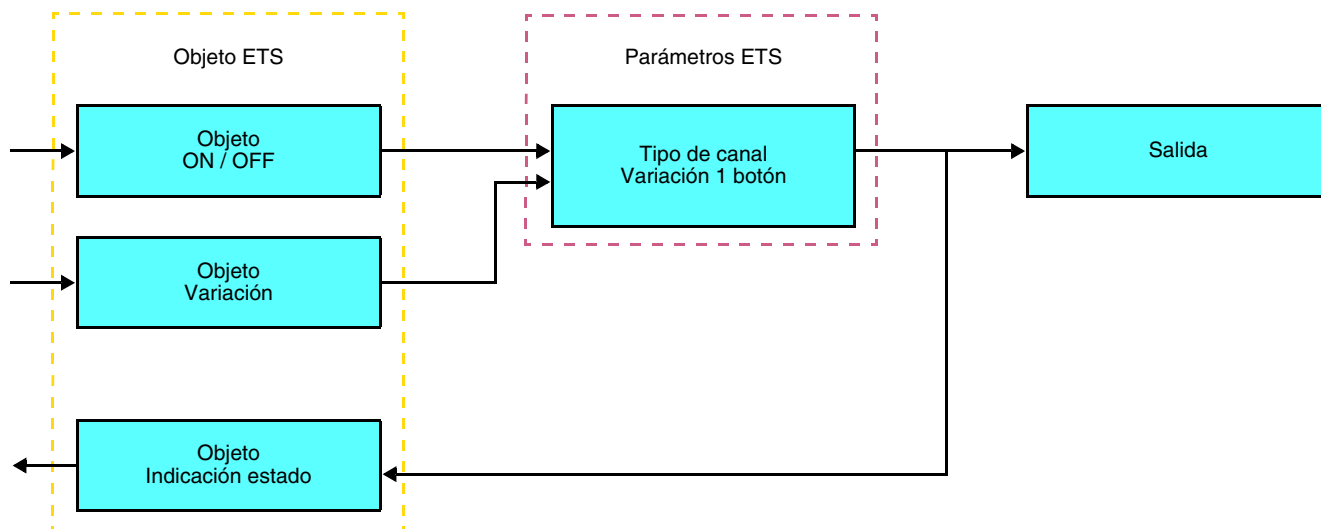 Objeto ETS
Parámetros ETS
Objeto
ON / OFF
Tipo de canal
Variación 1 botón
Salida
Objeto
Variación
Objeto
Indicación estado